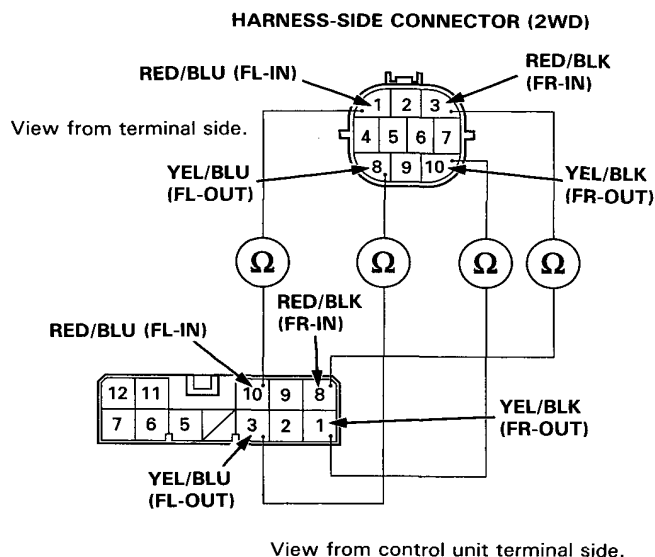 HARNESS-SIDE CONNECTOR (2WD)
RED/BLU (FL-IN)
RED/BLK
(FR-IN)
1 2 3
View from terminal side.
4 5 6 7
YEL/BLU
(FL-OUT)
8 9 10
YEL/BLK
(FR-OUT)
Ω Ω Ω Ω
RED/BLK
(FR-IN)
RED/BLU (FL-IN)
12 11 10 9 8
7 6 5 3 2 1
YEL/BLK
(FR-OUT)
YEL/BLU
(FL-OUT)
View from control unit terminal side.